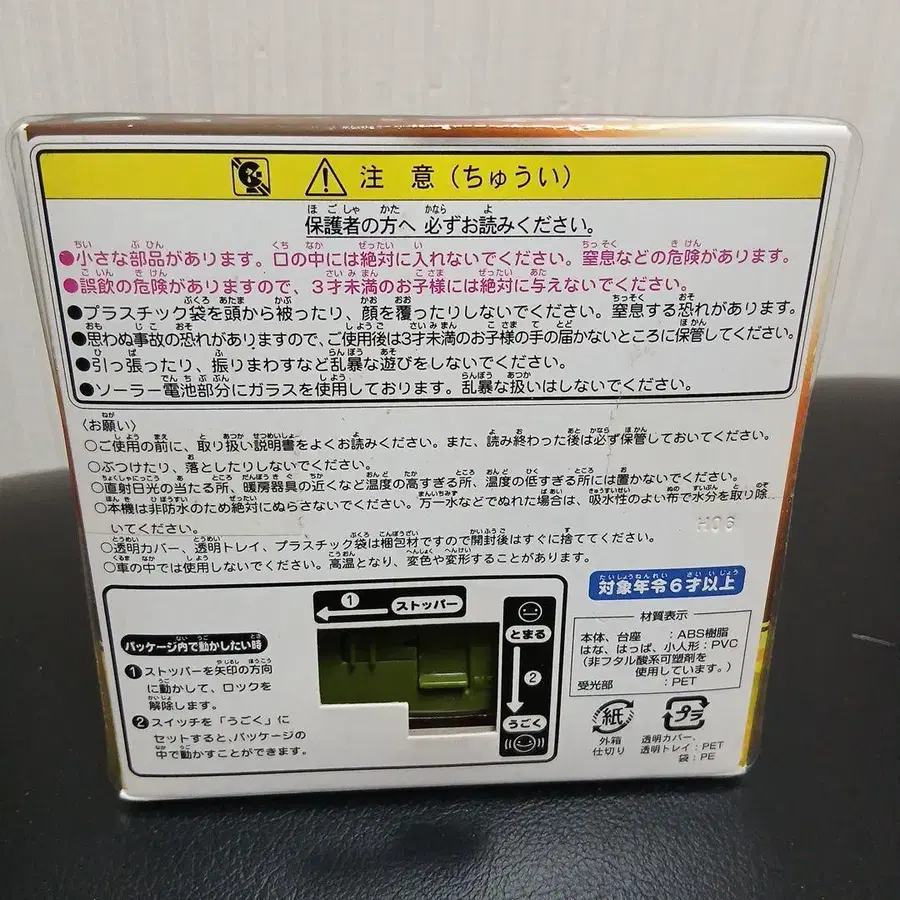 注 意（ちゅうい）
保護者の方へ 必ずお読みください。
●小さな部品があります。口の中には絶対に入れないでください。窒息などの危険があります。
●誤飲の危険がありますので、３才未満のお子様には絶対に与えないでください。
●プラスチック袋を頭から被ったり、顔を覆ったりしないでください。窒息する恐れがあります。
●思わぬ事故の恐れがありますので、ご使用後は3才未満のお子様の手の届かないところに保管してください。
●引っ張ったり、振りまわすなど乱暴な遊びをしないでください。
●ソーラー電池部分にガラスを使用しております。乱暴な扱いはしないでください。
〈お願い〉
○ご使用の前に、取り扱い説明書をよくお読みください。また、読み終わった後は必ず保管しておいてください。
○ぶつけたり、落としたりしないでください。
○直射日光の当たる所、暖房器具の近くなど温度の高すぎる所、温度の低すぎる所には置かないでください。
○本機は非防水のため絶対にぬらさないでください。万一水などでぬれた場合は、吸水性のよい布で水分を取り除
いてください。
H06
○透明カバー、透明トレイ、プラスチック袋は梱包材ですので開封後はすぐに捨ててください。
○車の中では使用しないでください。高温となり、変色や変形することがあります。
対象年令６才以上
パッケージ内で動かしたい時
①ストッパーを矢印の方向
に動かして、ロックを
解除します。
②スイッチを「うごく」に
セットすると、パッケージの
中で動かすことができます。
①
ストッパー
とまる
②
うごく
材質表示
本体、台座 ：ABS樹脂
はな、はっぱ、小人形：PVC
（非フタル酸系可塑剤を
使用しています。）
受光部 ：PET
紙
外箱
仕切り
プラ
透明カバー、
透明トレイ：PET
袋：PE